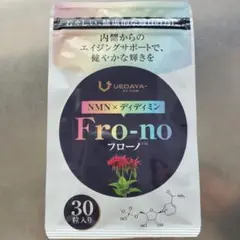 内側からの
エイジングサポートで、
健やかな輝きを
UEDAYA
NMN×ディディミン
Fro-no
フローノ
30
粒入り